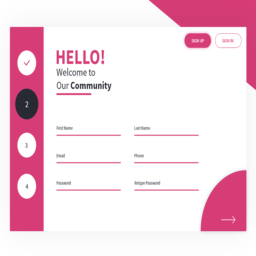 SIGN UP
SIGN IN
HELLO!
Welcome to
Our Community
2
3
4
First Name
Last Name
Email
Phone
Password
Retype Password